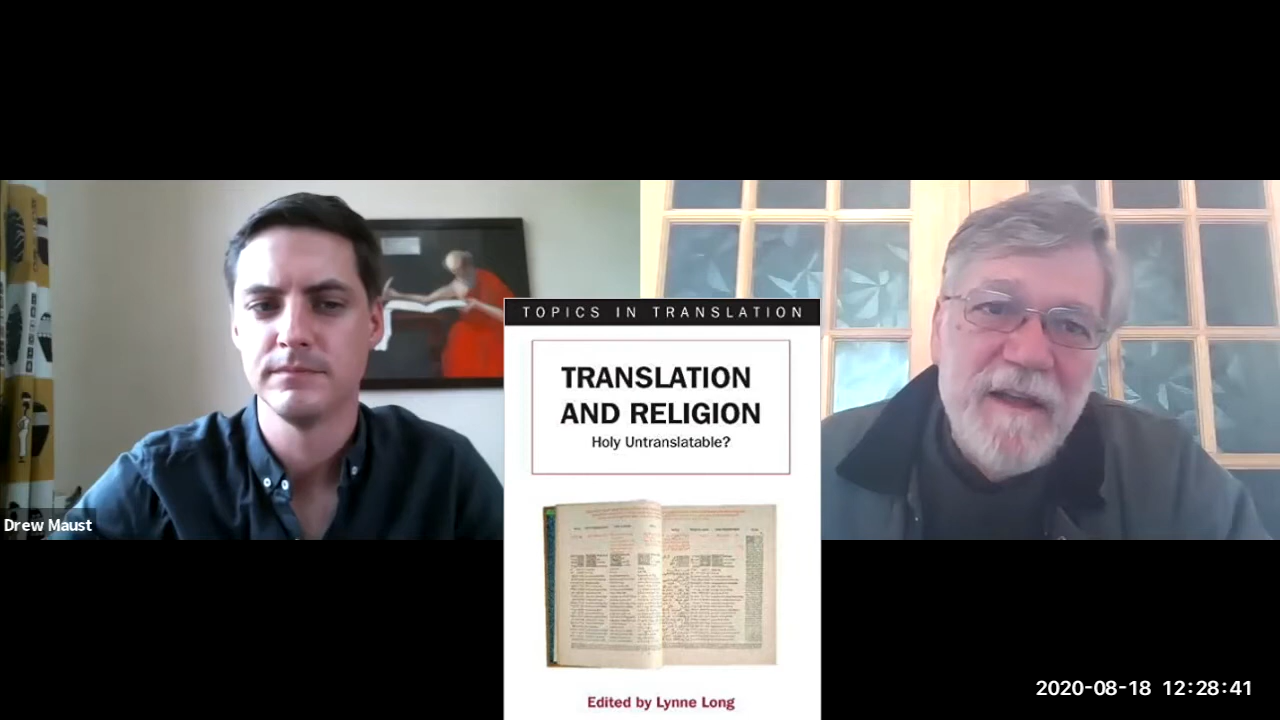 TOPICS IN TRANSLATION
TRANSLATION
AND RELIGION
Holy Untranslatable?
Drew Maust
Edited by Lynne Long
2020-08-18 12:28:41